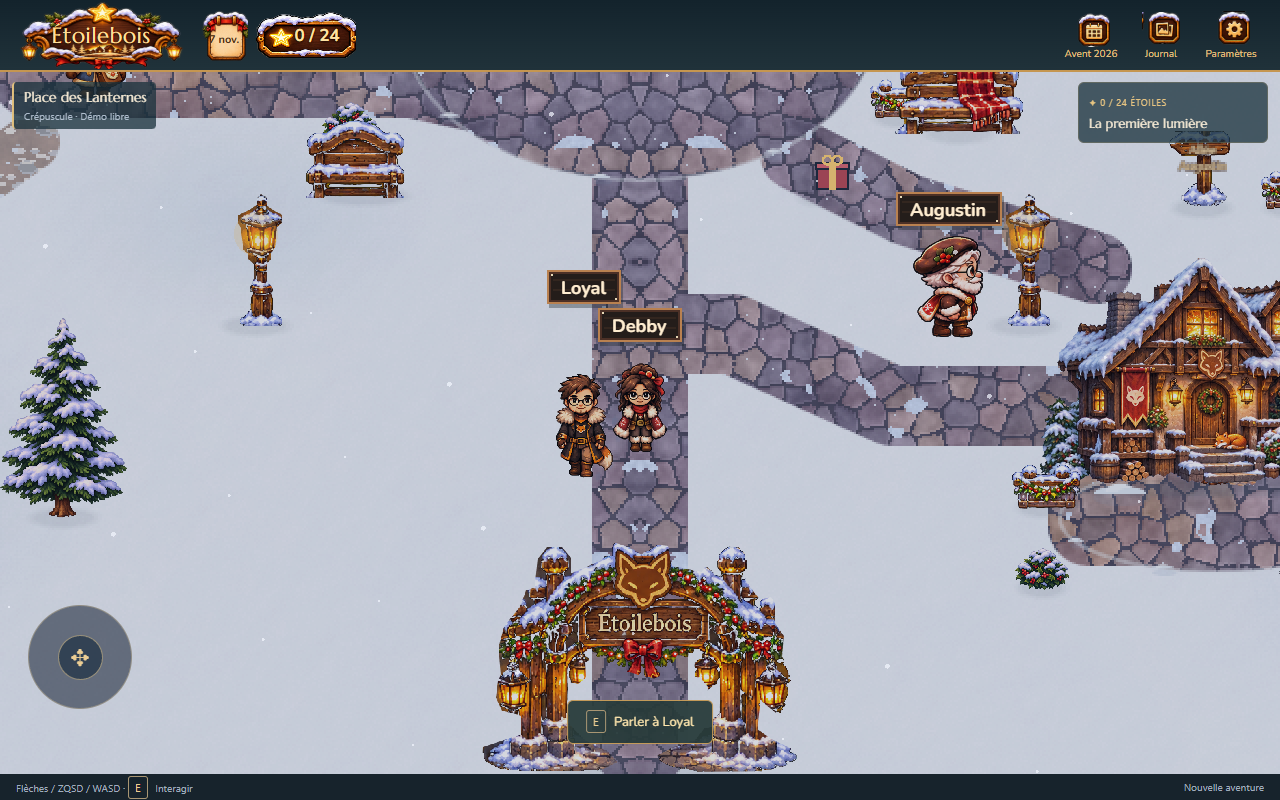 Étoilebois
7 nov.
0 / 24
Avent 2026
Journal
Paramètres
Place des Lanternes
Crépuscule · Démo libre
✦ 0 / 24 ÉTOILES
La première lumière
Augustin
Loyal
Debby
Étoilebois
E Parler à Loyal
Flèches / ZQSD / WASD · E Interagir
Nouvelle aventure